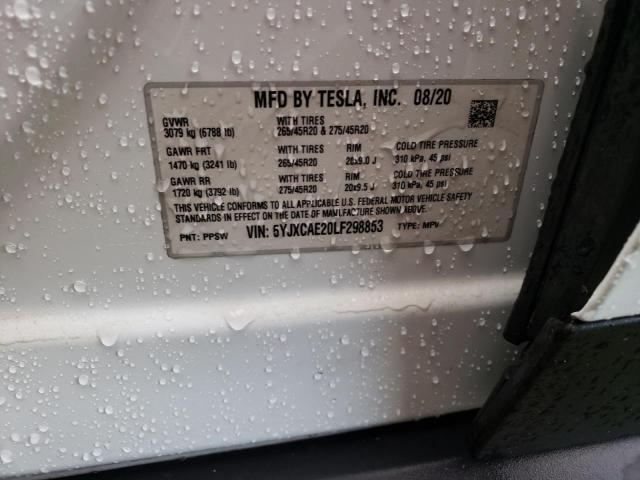 MFD BY TESLA, INC. 08/20
GVWR WITH TIRES
3079 kg (6788 lb) 265/45R20 & 275/45R20
GAWR FRT WITH TIRES RIM COLD TIRE PRESSURE
1470 kg (3241 lb) 265/45R20 20x9.0 J 310 kPa, 45 psi
GAWR RR WITH TIRES RIM COLD TIRE PRESSURE
1720 kg (3792 lb) 275/45R20 20x9.5 J 310 kPa, 45 psi
THIS VEHICLE CONFORMS TO ALL APPLICABLE U.S. FEDERAL MOTOR VEHICLE SAFETY
STANDARDS IN EFFECT ON THE DATE OF MANUFACTURE SHOWN ABOVE.
PNT: PPSW VIN: 5YJXCAE20LF298853 TYPE: MPV